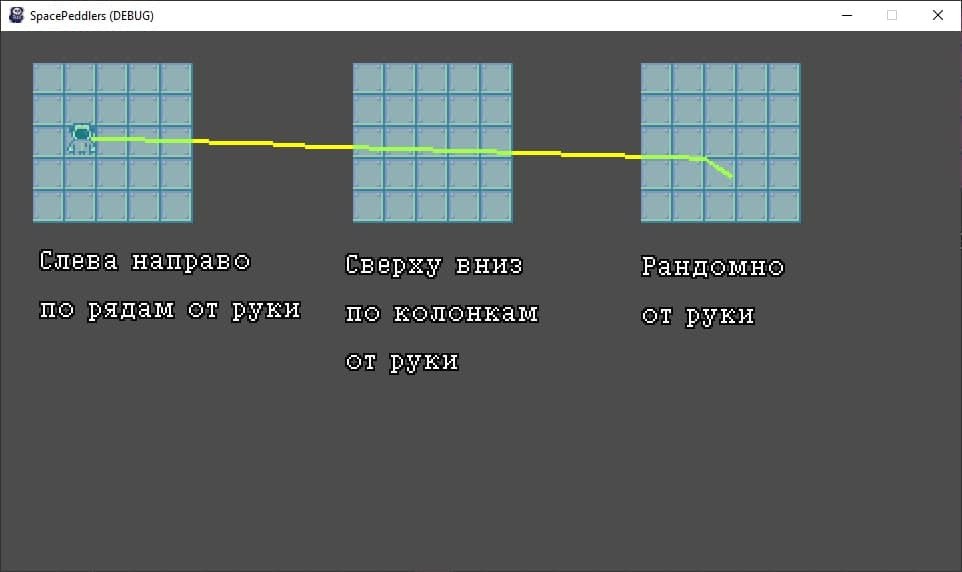 SpacePeddlers (DEBUG)
Слева направо
по рядам от руки
Сверху вниз
по колонкам
от руки
Рандомно
от руки